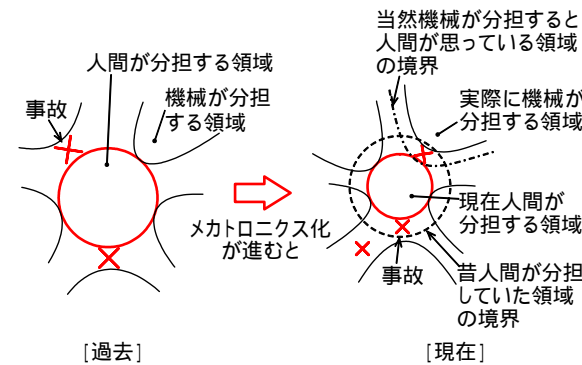 人間が分担する領域
機械が分担
する領域
事故
[過去]
メカトロニクス化
が進むと
当然機械が分担すると
人間が思っている領域
の境界
実際に機械が
分担する領域
現在人間が
分担する領域
事故
昔人間が分担
していた領域
の境界
[現在]